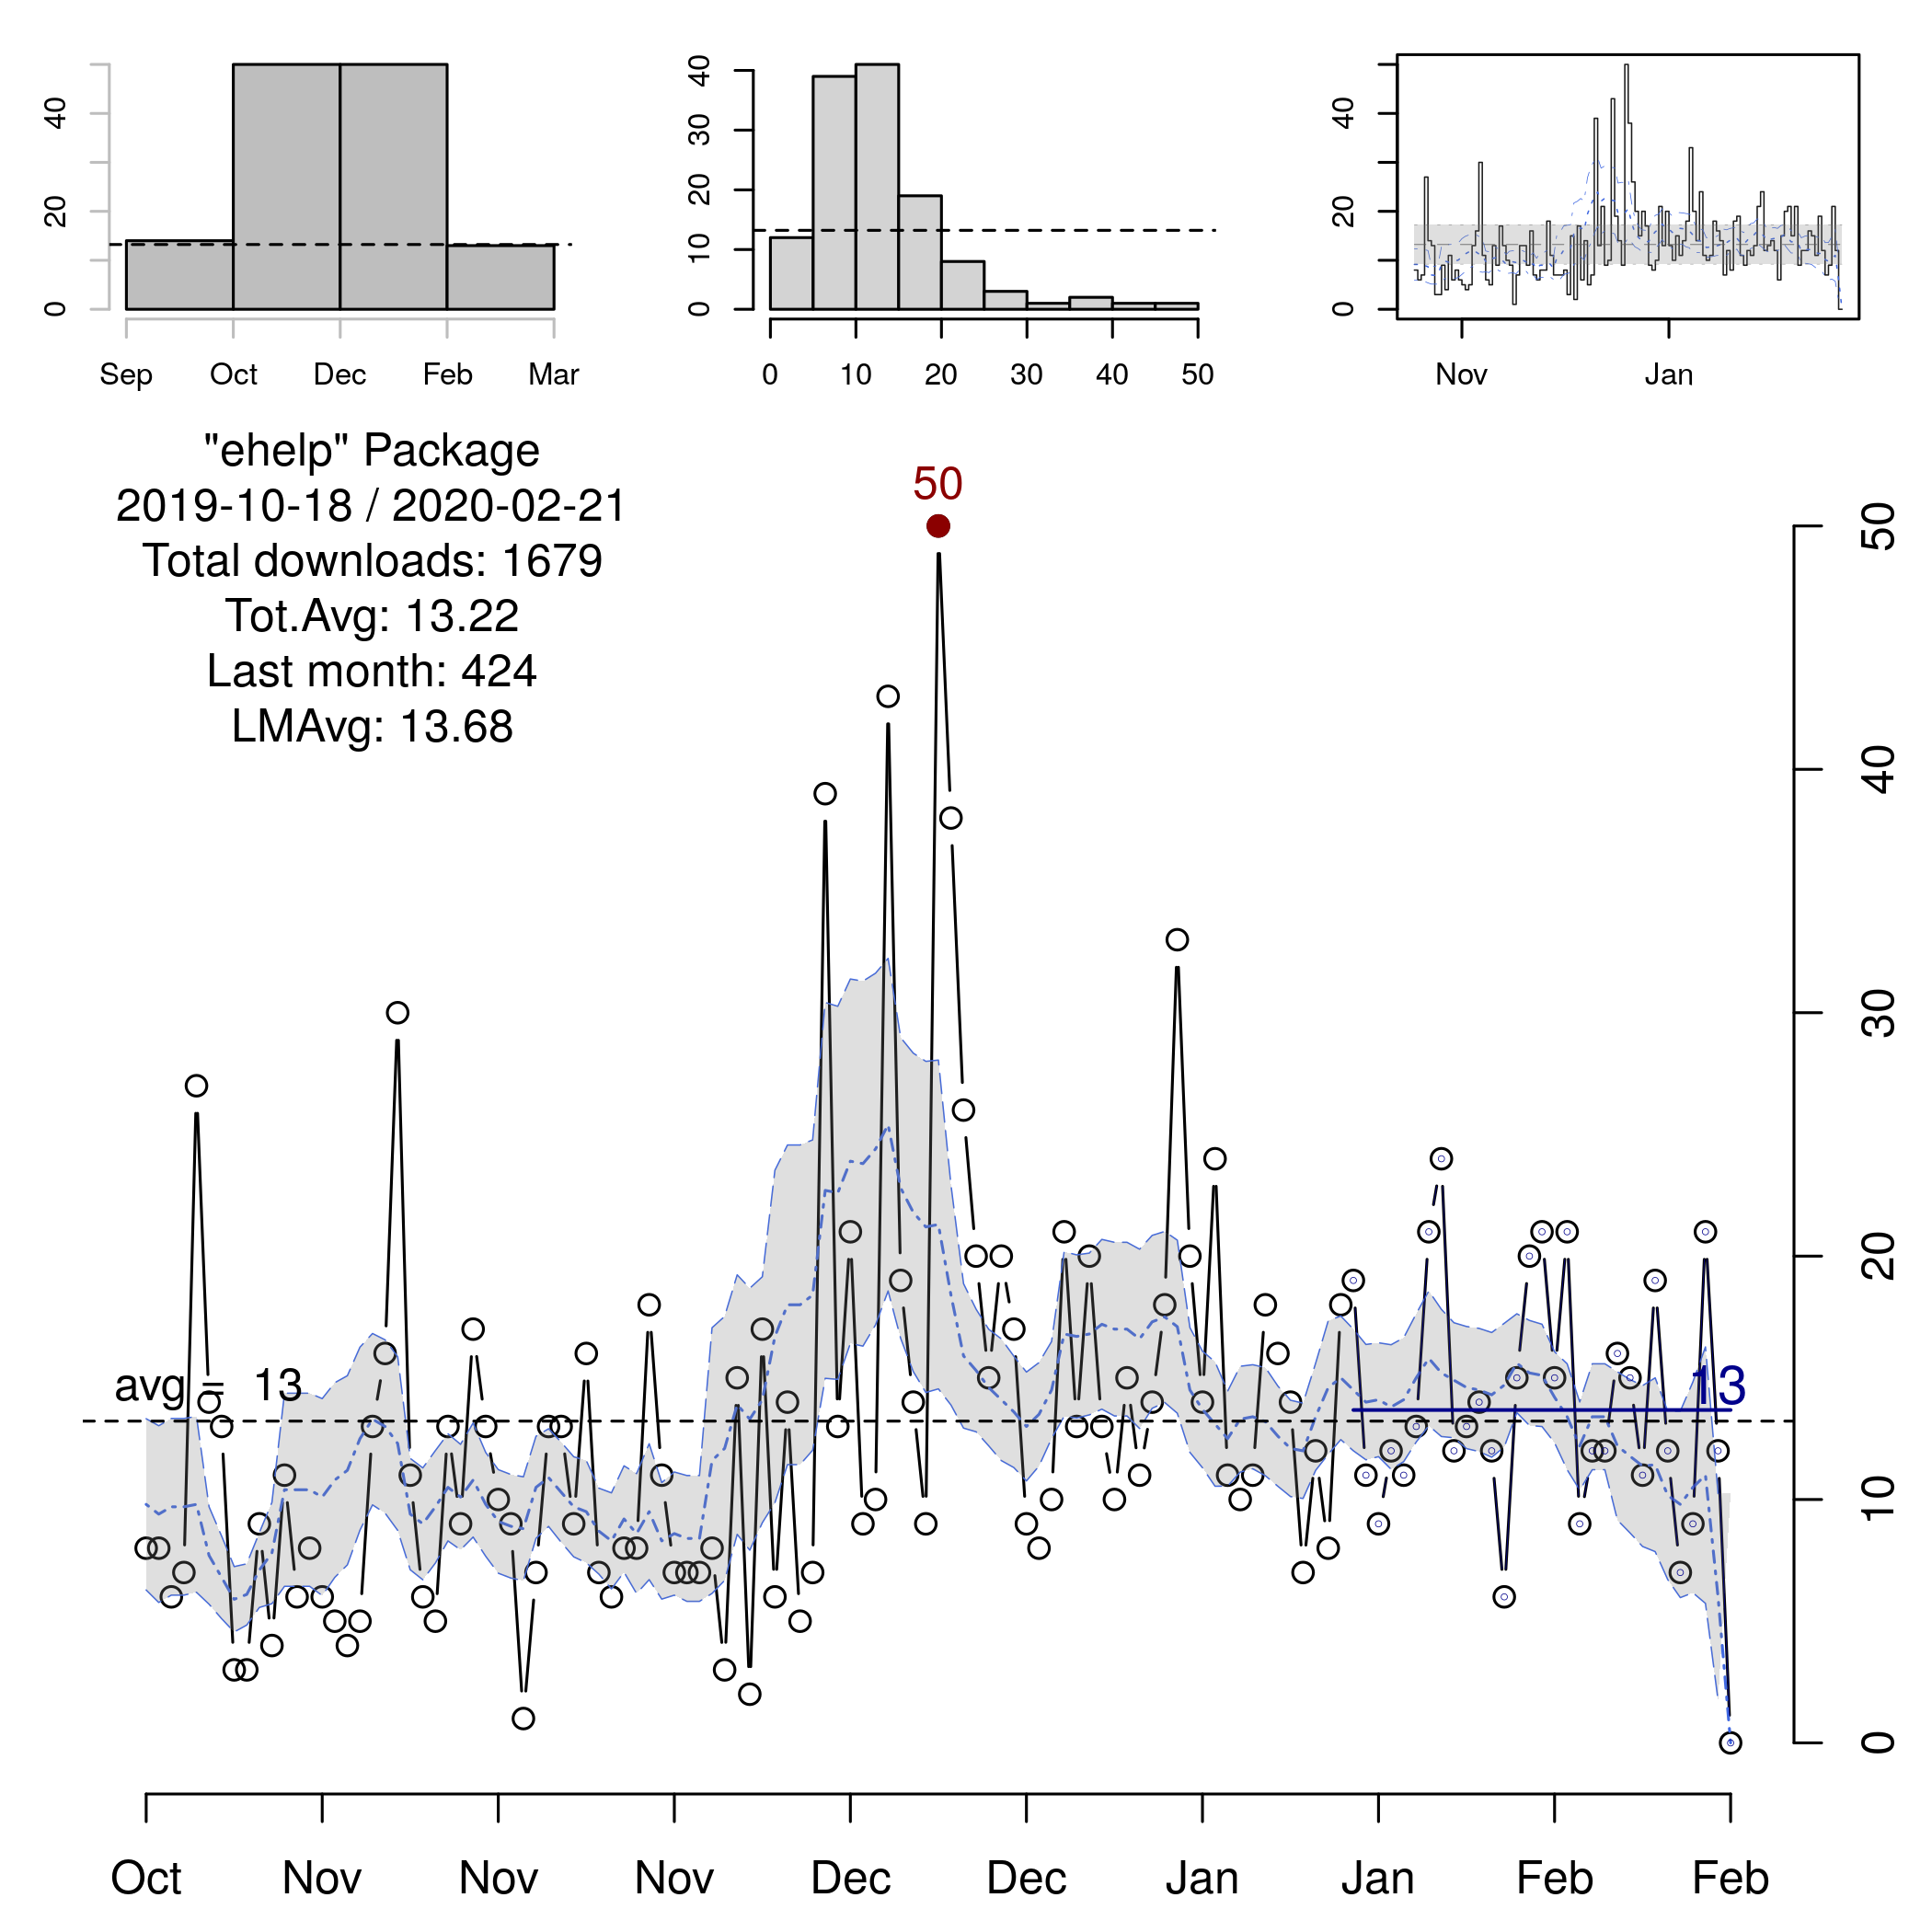 40
20
0
Sep Oct Dec Feb Mar
40
30
20
10
0
0 10 20 30 40 50
40
20
0
Nov Jan
"ehelp" Package
2019-10-18 / 2020-02-21
Total downloads: 1679
Tot.Avg: 13.22
Last month: 424
LMAvg: 13.68
50
avg = 13
13
50
40
30
20
10
0
Oct Nov Nov Nov Dec Dec Jan Jan Feb Feb